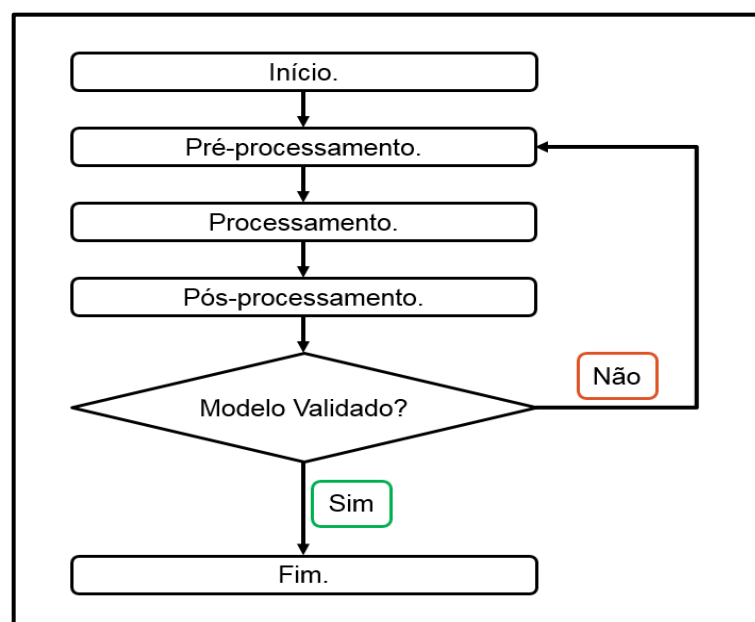 Início.
Pré-processamento.
Processamento.
Pós-processamento.
Modelo Validado?
Não
Sim
Fim.